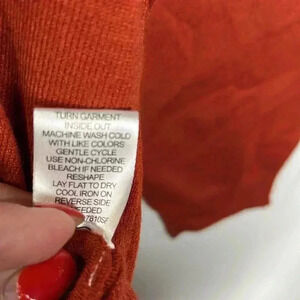 TURN GARMENT
INSIDE OUT
MACHINE WASH COLD
WITH LIKE COLORS
GENTLE CYCLE
USE NON-CHLORINE
BLEACH IF NEEDED
RESHAPE
LAY FLAT TO DRY
COOL IRON ON
REVERSE SIDE
NEEDED